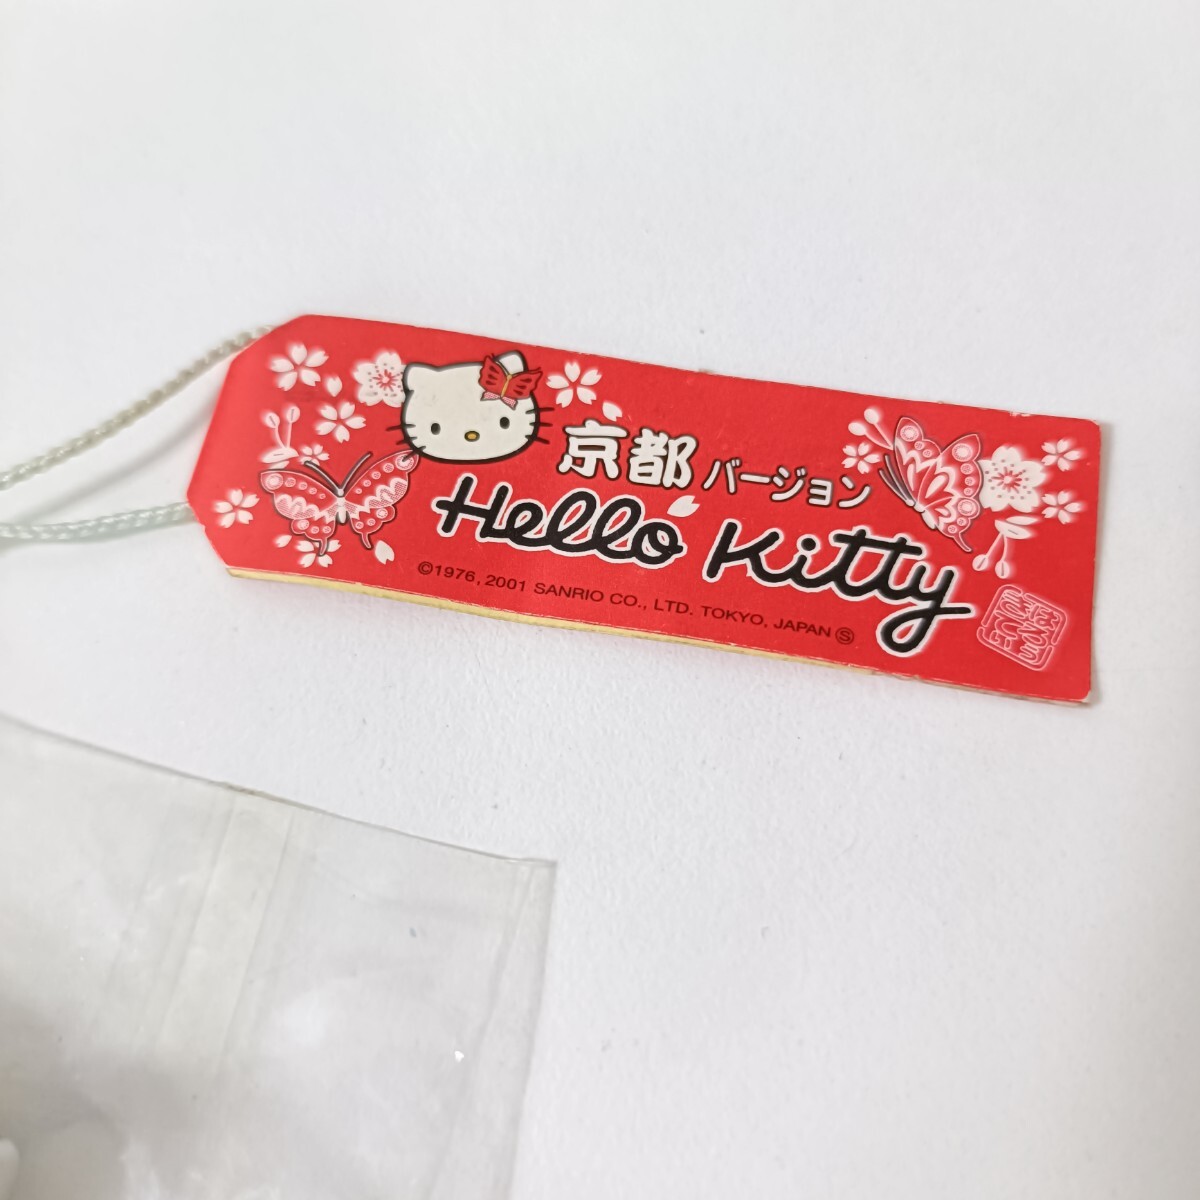 京都バージョン
Hello Kitty
©1976, 2001 SANRIO CO., LTD. TOKYO, JAPAN Ⓢ